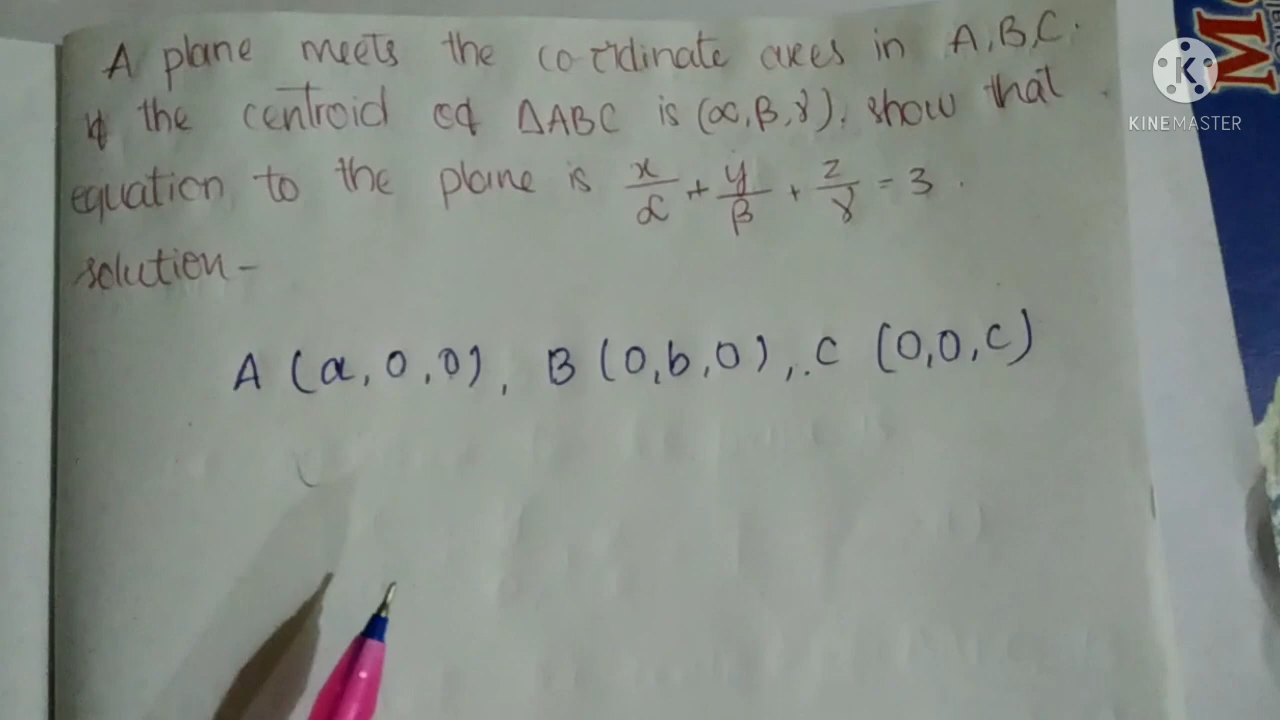 A plane meets the co-ordinate axes in A,B,C.
if the centroid of ΔABC is (α,β,γ). show that
equation to the plane is x/α + y/β + z/γ = 3.
solution-
A (a,0,0), B (0,b,0), C (0,0,c)
K
KINEMASTER